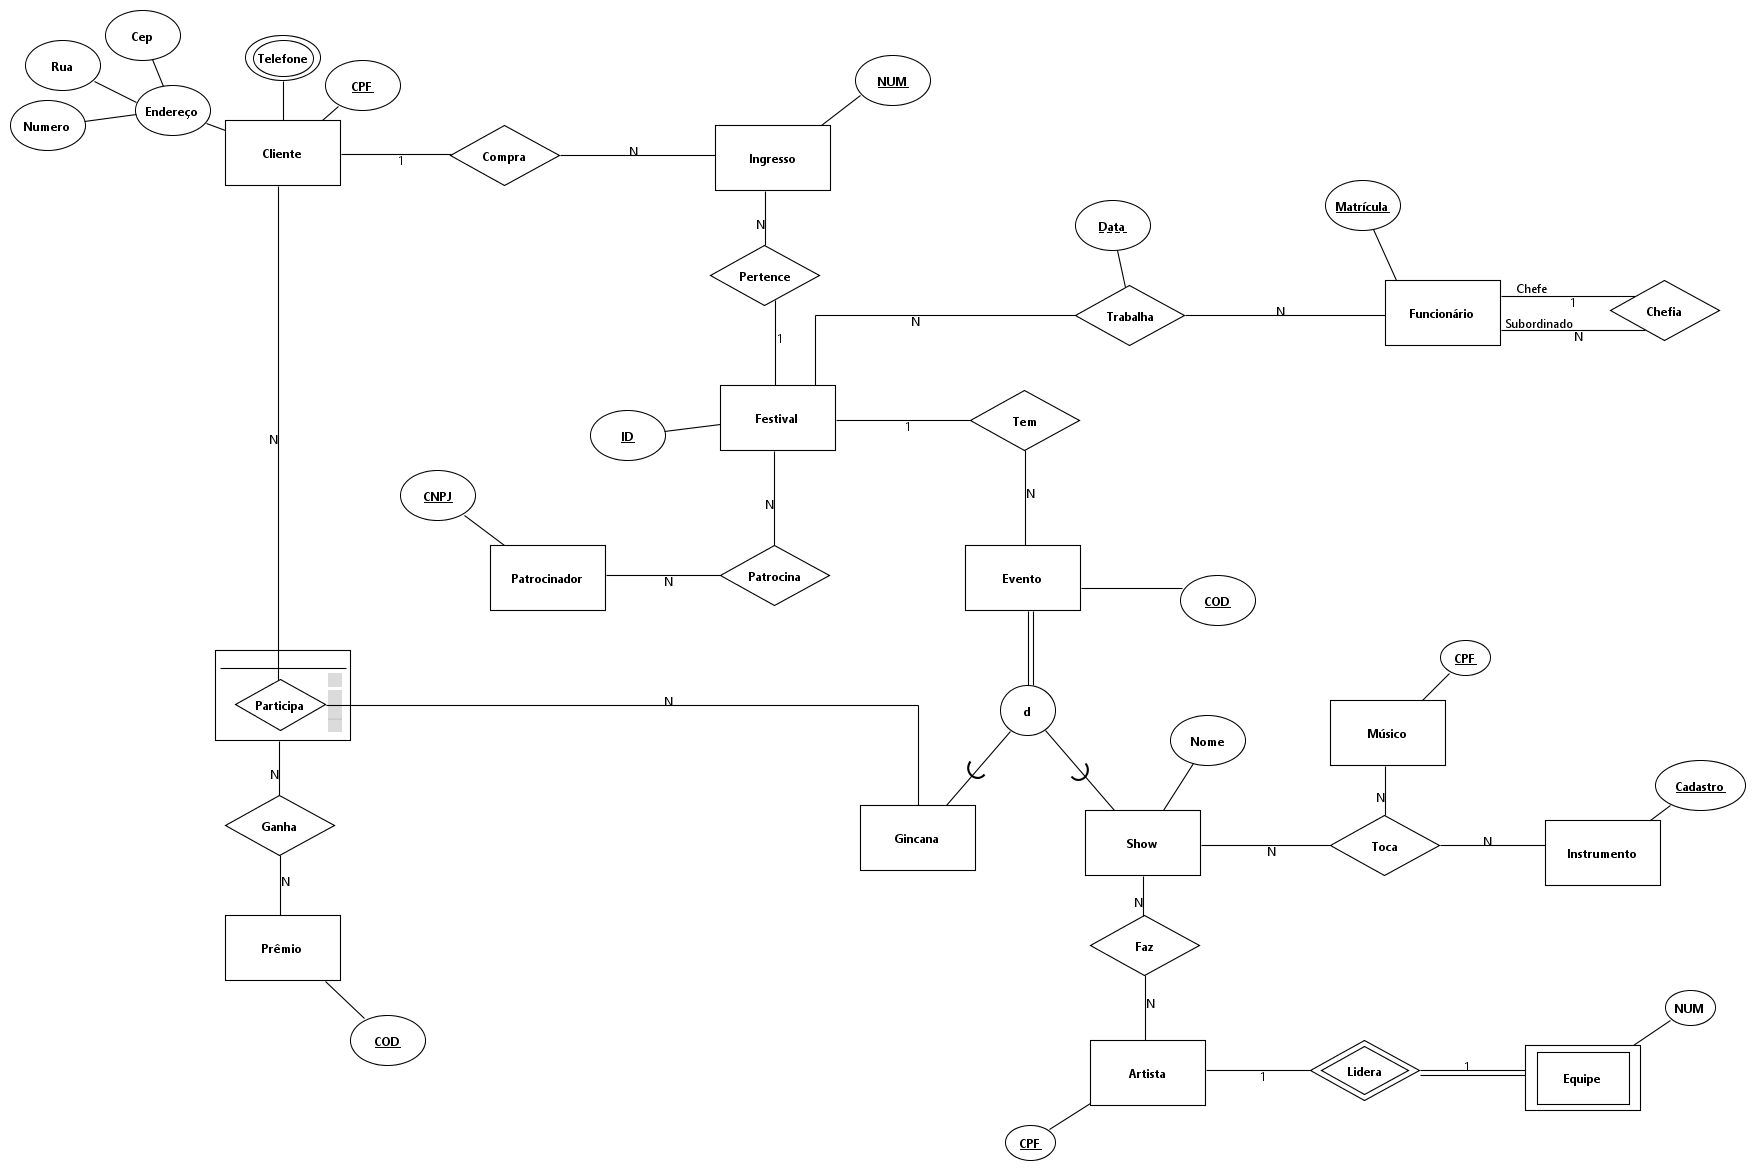 Cep
Rua
Telefone
CPF
NUM
Endereço
Numero
Cliente
1
Compra
N
Ingresso
N
Matrícula
Data
Pertence
Chefe
1
Funcionário
Chefia
Subordinado
N
N
Trabalha
N
1
Festival
ID
1
Tem
N
CNPJ
N
N
Patrocinador
N
Patrocina
Evento
COD
CPF
Participa
N
d
Nome
Músico
N
N
Cadastro
Ganha
Gincana
Show
N
Toca
N
Instrumento
N
N
Prêmio
Faz
N
COD
NUM
Artista
1
Lidera
1
Equipe
CPF